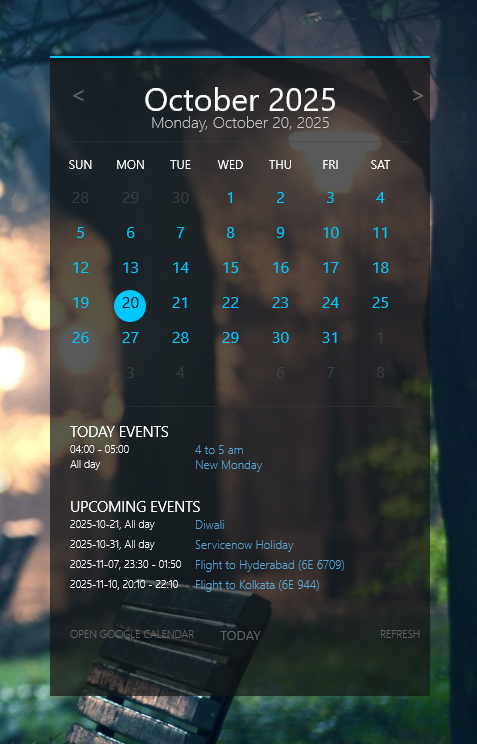 < October 2025 >
Monday, October 20, 2025
SUN MON TUE WED THU FRI SAT
28 29 30 1 2 3 4
5 6 7 8 9 10 11
12 13 14 15 16 17 18
19 20 21 22 23 24 25
26 27 28 29 30 31 1
3 4 5 6 7 8
TODAY EVENTS
04:00 - 05:00 4 to 5 am
All day New Monday
UPCOMING EVENTS
2025-10-21, All day Diwali
2025-10-31, All day Servicenow Holiday
2025-11-07, 23:30 - 01:50 Flight to Hyderabad (6E 6709)
2025-11-10, 20:10 - 22:10 Flight to Kolkata (6E 944)
OPEN GOOGLE CALENDAR TODAY REFRESH